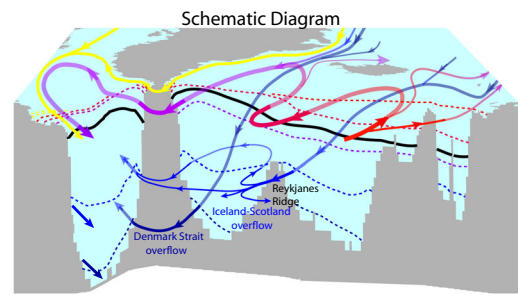 Schematic Diagram
Reykjanes
Ridge
Iceland-Scotland
overflow
Denmark Strait
overflow